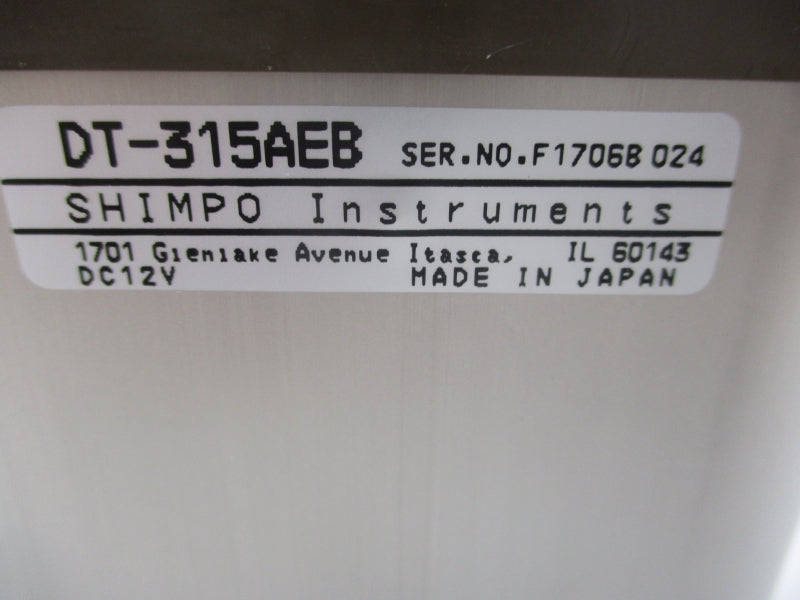 DT-315AEB SER.NO.F1706B 024
SHIMPO Instruments
1701 Glenlake Avenue Itasca, IL 60143
DC12V MADE IN JAPAN